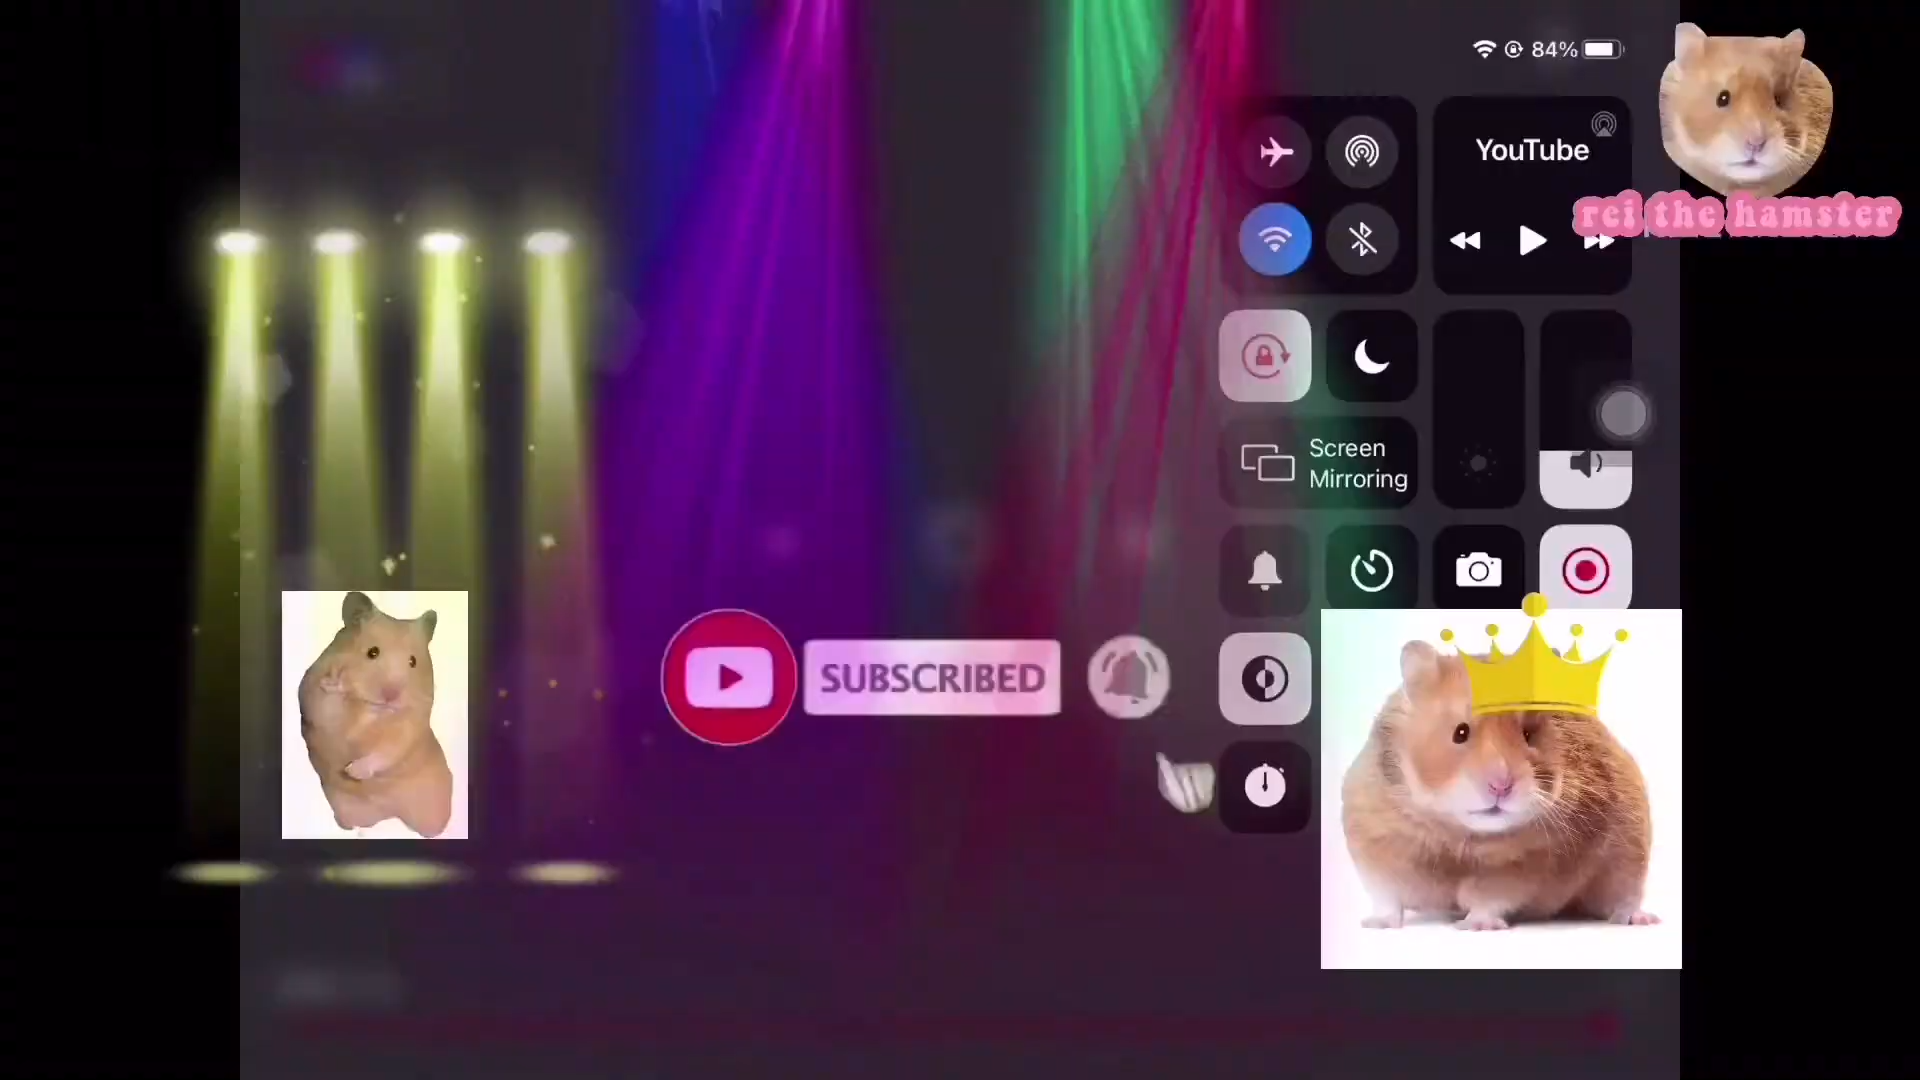 84%
YouTube
rei the hamster
Screen
Mirroring
SUBSCRIBED